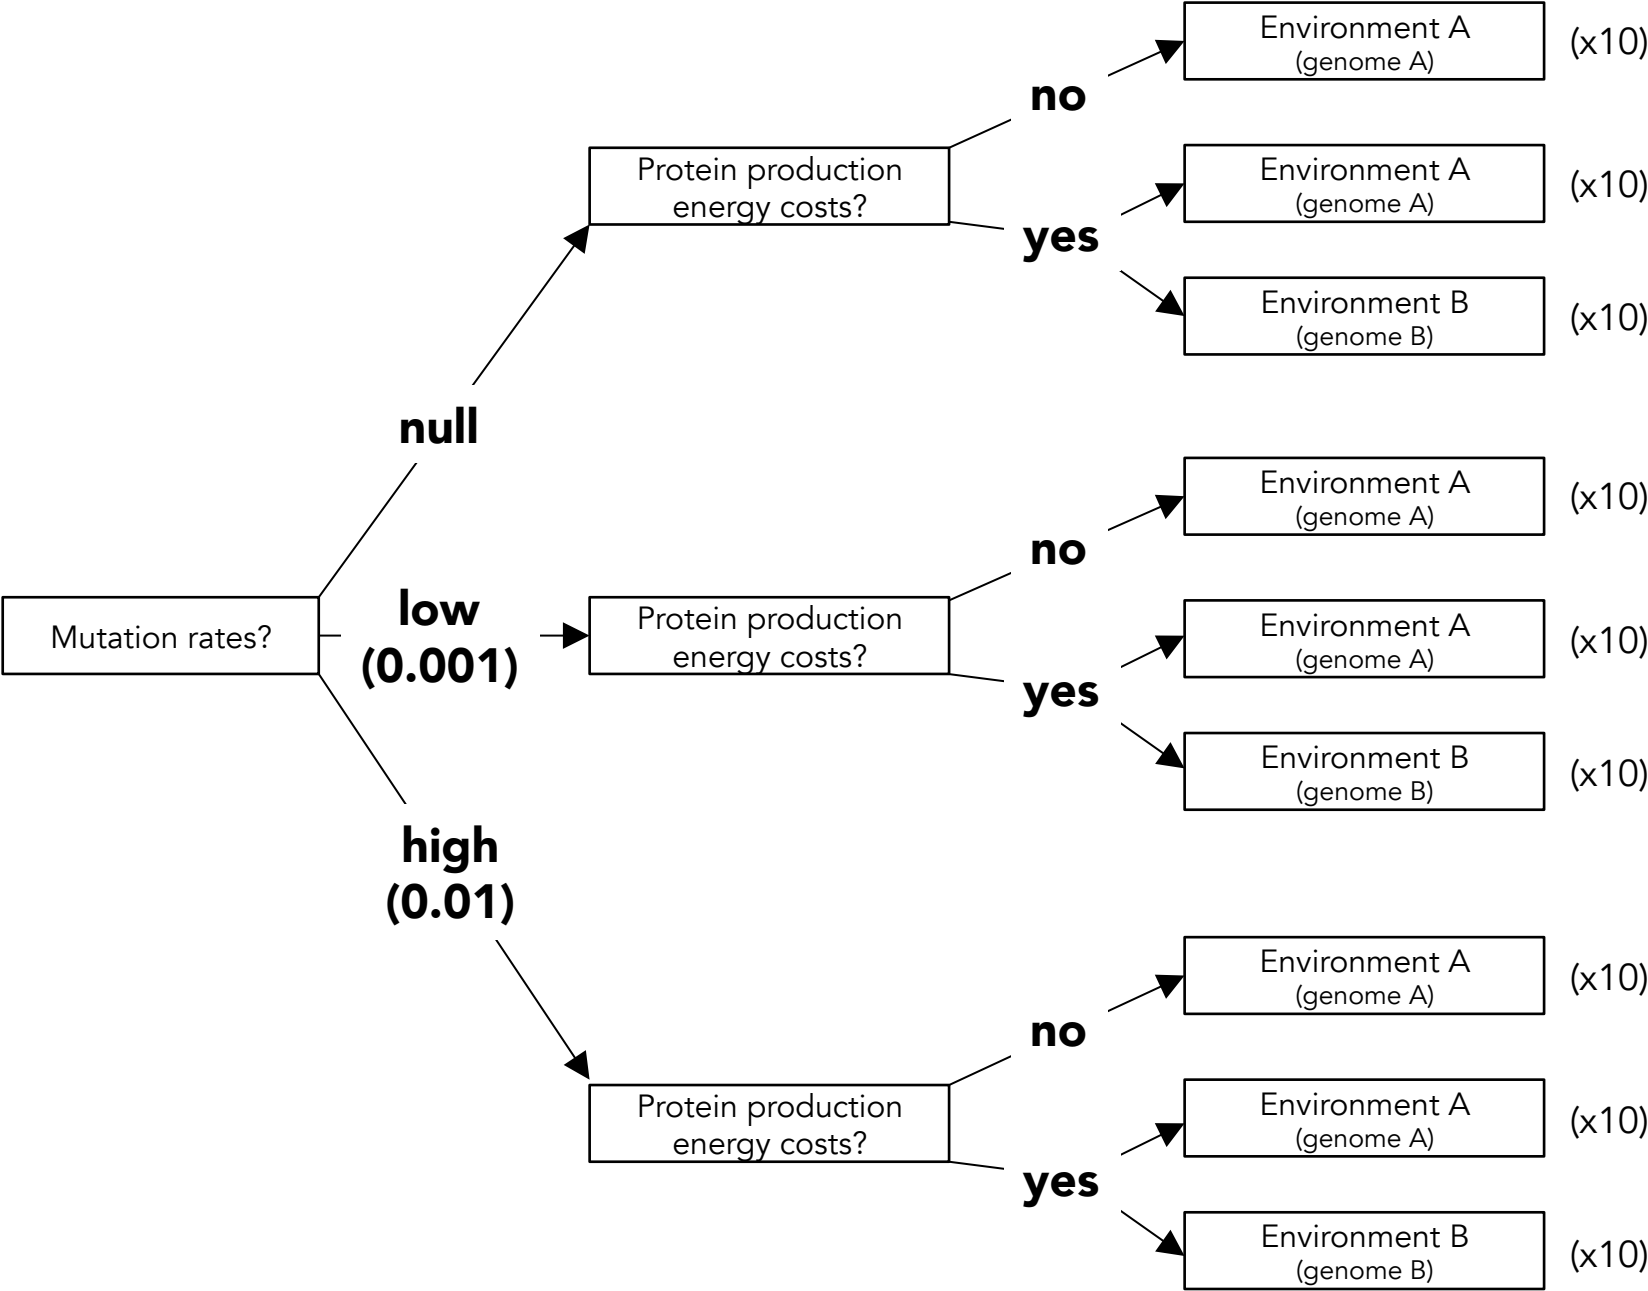 Environment A
(genome A)
(x10)
no
Protein production
energy costs?
Environment A
(genome A)
(x10)
yes
Environment B
(genome B)
(x10)
null
Environment A
(genome A)
(x10)
no
Mutation rates?
low
(0.001)
Protein production
energy costs?
Environment A
(genome A)
(x10)
yes
Environment B
(genome B)
(x10)
high
(0.01)
Environment A
(genome A)
(x10)
no
Protein production
energy costs?
Environment A
(genome A)
(x10)
yes
Environment B
(genome B)
(x10)